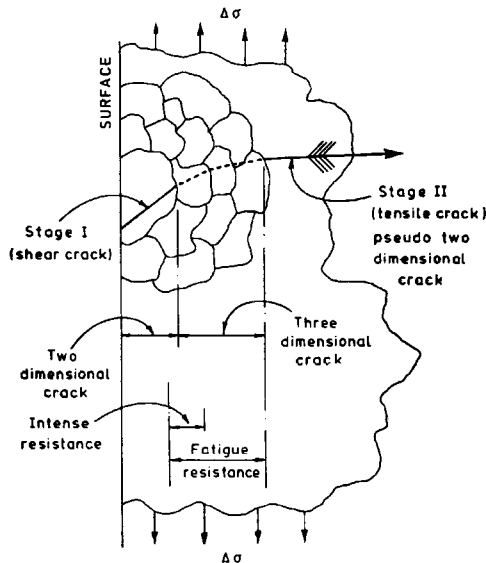 Δσ
SURFACE
Stage I
(shear crack)
Stage II
(tensile crack)
pseudo two
dimensional
crack
Two
dimensional
crack
Three
dimensional
crack
Intense
resistance
Fatigue
resistance
Δσ